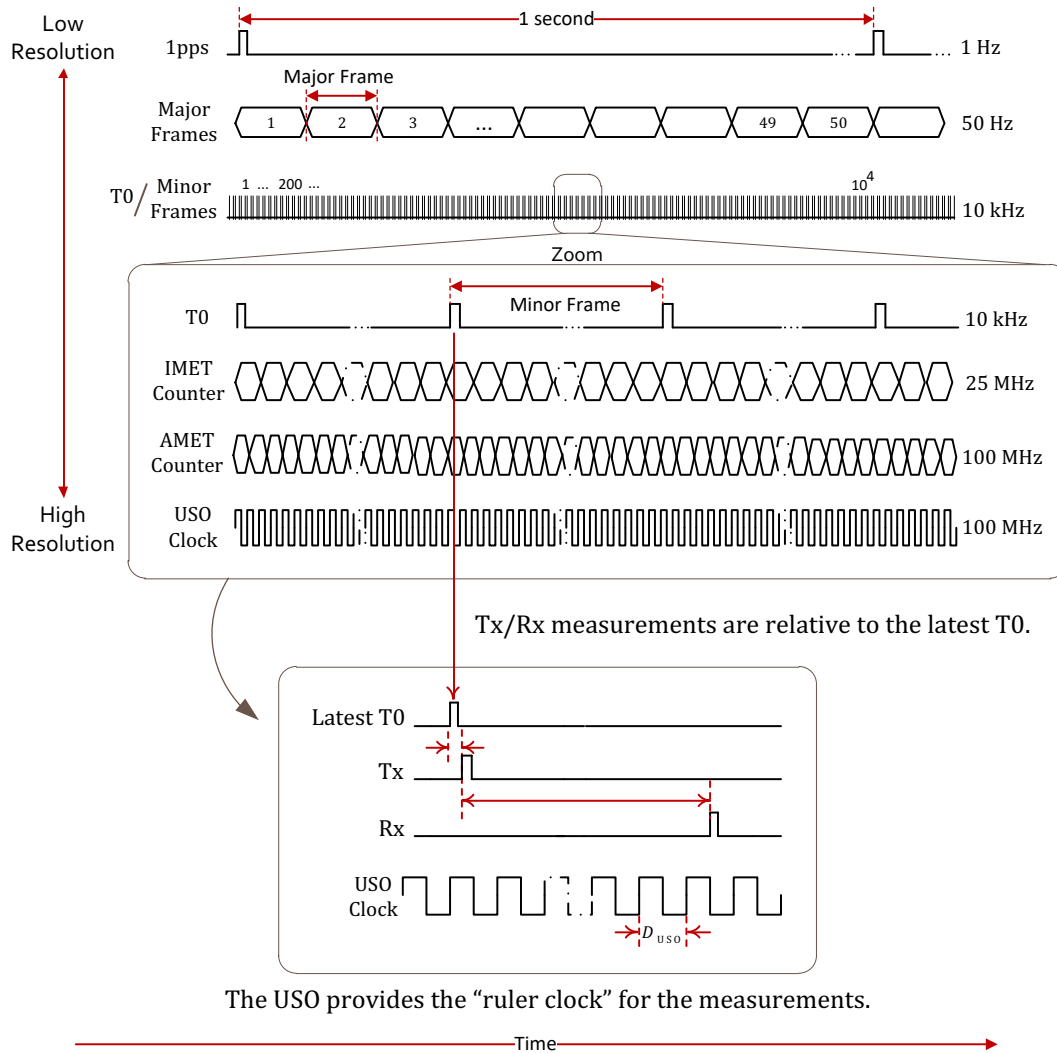 Low
Resolution
1 second
1pps
...
...
1 Hz
Major Frame
Major
Frames
1
2
3
...
49
50
50 Hz
T0 / Minor
Frames
1 ... 200 ...
10^4
10 kHz
Zoom
Minor Frame
T0
...
...
...
10 kHz
IMET
Counter
25 MHz
AMET
Counter
100 MHz
High
Resolution
USO
Clock
100 MHz
Tx/Rx measurements are relative to the latest T0.
Latest T0
Tx
Rx
USO
Clock
D USO
The USO provides the “ruler clock” for the measurements.
Time